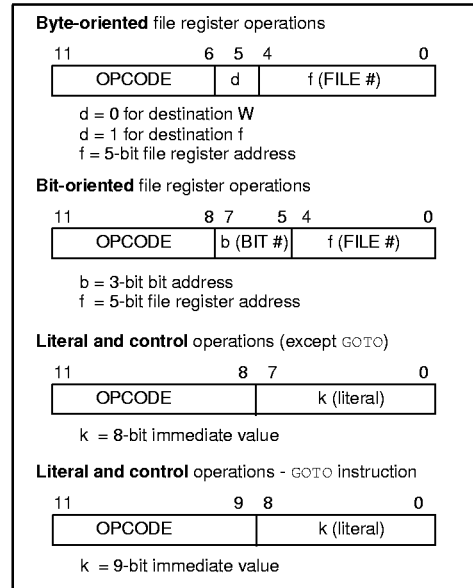 Byte-oriented file register operations
11 6 5 4 0
OPCODE d f (FILE #)
d = 0 for destination W
d = 1 for destination f
f = 5-bit file register address
Bit-oriented file register operations
11 8 7 5 4 0
OPCODE b (BIT #) f (FILE #)
b = 3-bit bit address
f = 5-bit file register address
Literal and control operations (except GOTO)
11 8 7 0
OPCODE k (literal)
k = 8-bit immediate value
Literal and control operations - GOTO instruction
11 9 8 0
OPCODE k (literal)
k = 9-bit immediate value